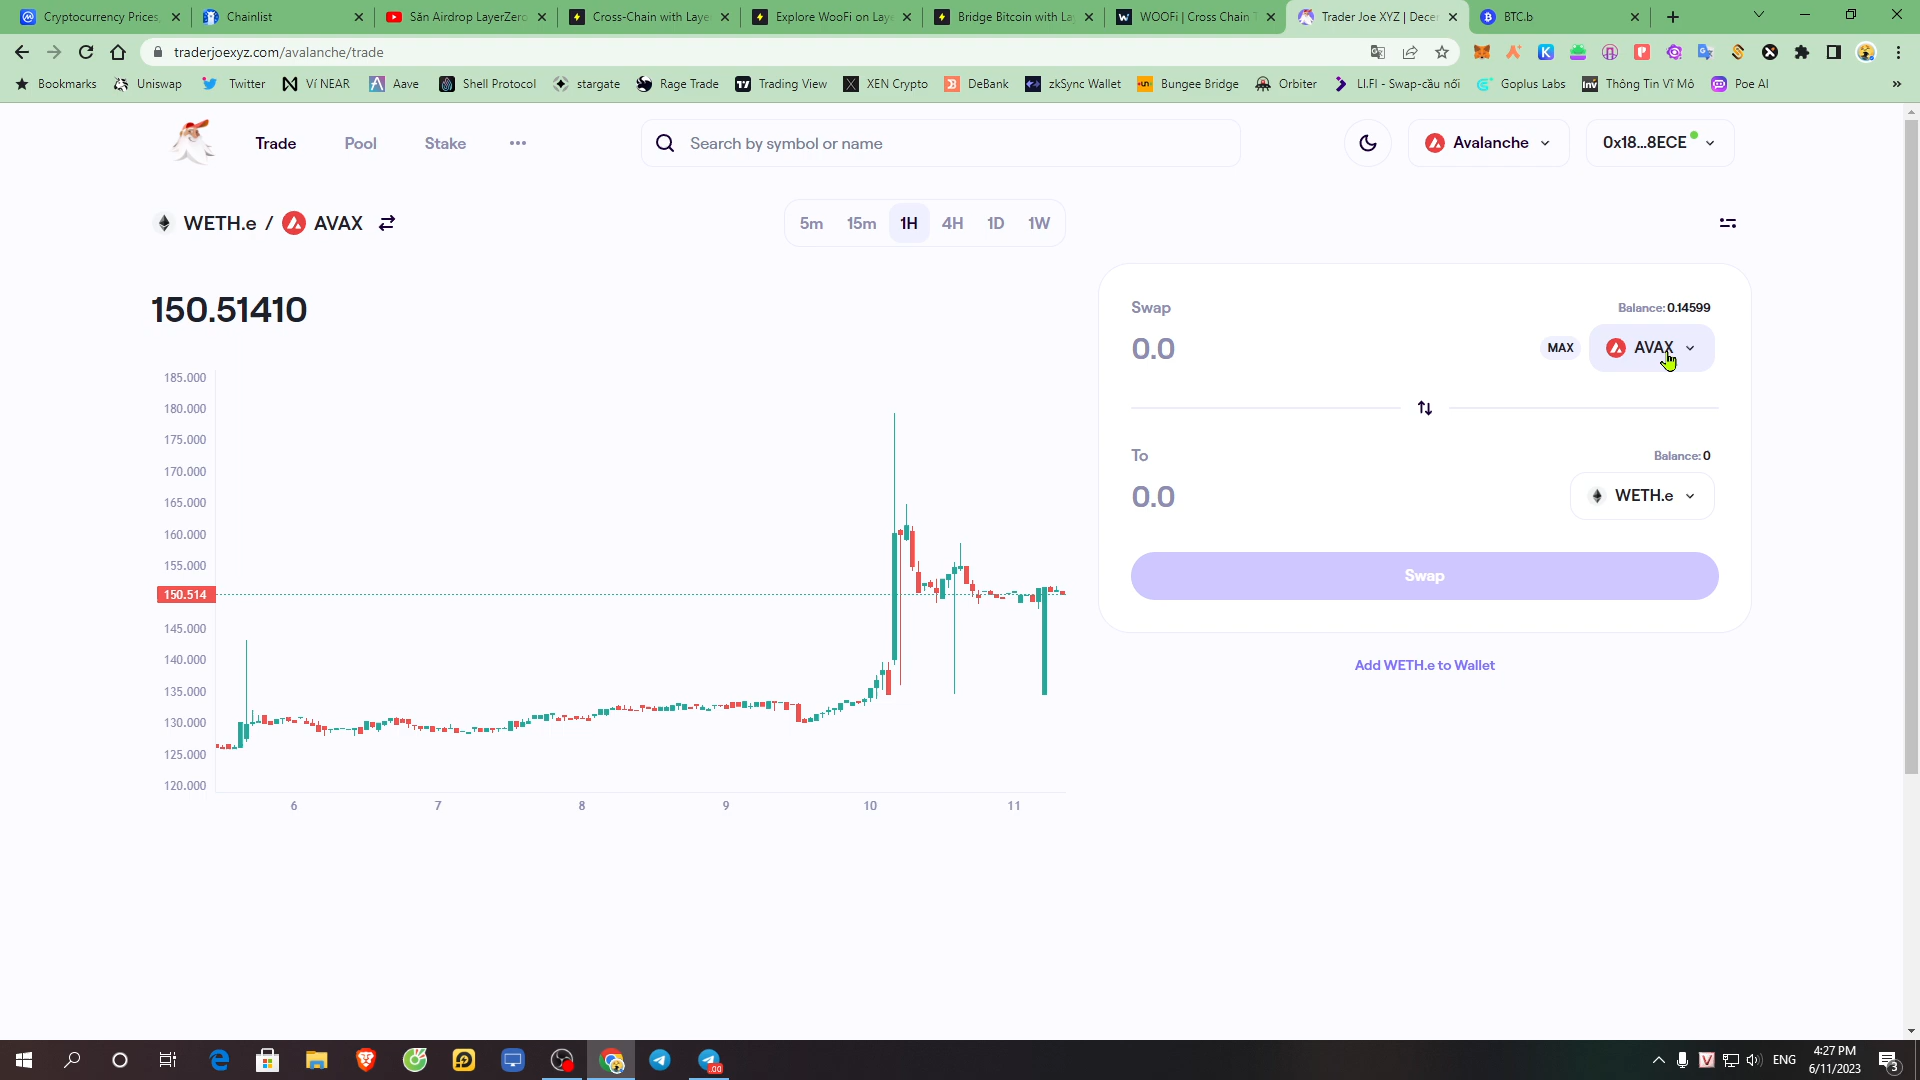 Cryptocurrency Prices
Chainlist
Săn Airdrop LayerZero
Cross-Chain with Laye
Explore WooFi on Lay
Bridge Bitcoin with La
WOOFi | Cross Chain T
Trader Joe XYZ | Decen
BTC.b
traderjoexyz.com/avalanche/trade
Bookmarks
Uniswap
Twitter
Ví NEAR
Aave
Shell Protocol
stargate
Rage Trade
Trading View
XEN Crypto
DeBank
zkSync Wallet
Bungee Bridge
Orbiter
LI.FI - Swap-cầu nối
Goplus Labs
Thông Tin Vĩ Mô
Poe AI
Trade
Pool
Stake
Search by symbol or name
Avalanche
0x18...8ECE
WETH.e / AVAX
5m 15m 1H 4H 1D 1W
150.51410
Swap
Balance: 0.14599
0.0
MAX
AVAX
To
Balance: 0
0.0
WETH.e
Swap
Add WETH.e to Wallet
185.000
180.000
175.000
170.000
165.000
160.000
155.000
150.514
145.000
140.000
135.000
130.000
125.000
120.000
6 7 8 9 10 11
ENG
4:27 PM
6/11/2023
3